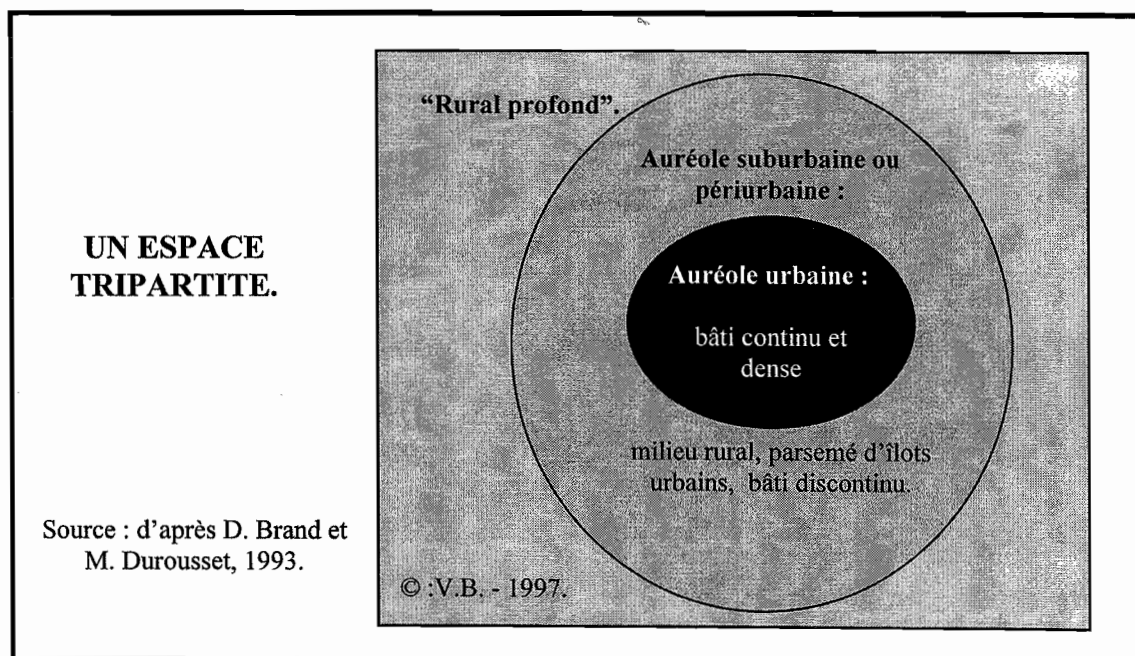 UN ESPACE
TRIPARTITE.
Source : d'après D. Brand et
M. Durousset, 1993.
“Rural profond”.
Auréole suburbaine ou
périurbaine :
Auréole urbaine :
bâti continu et
dense
milieu rural, parsemé d'îlots
urbains, bâti discontinu.
© :V.B. - 1997.